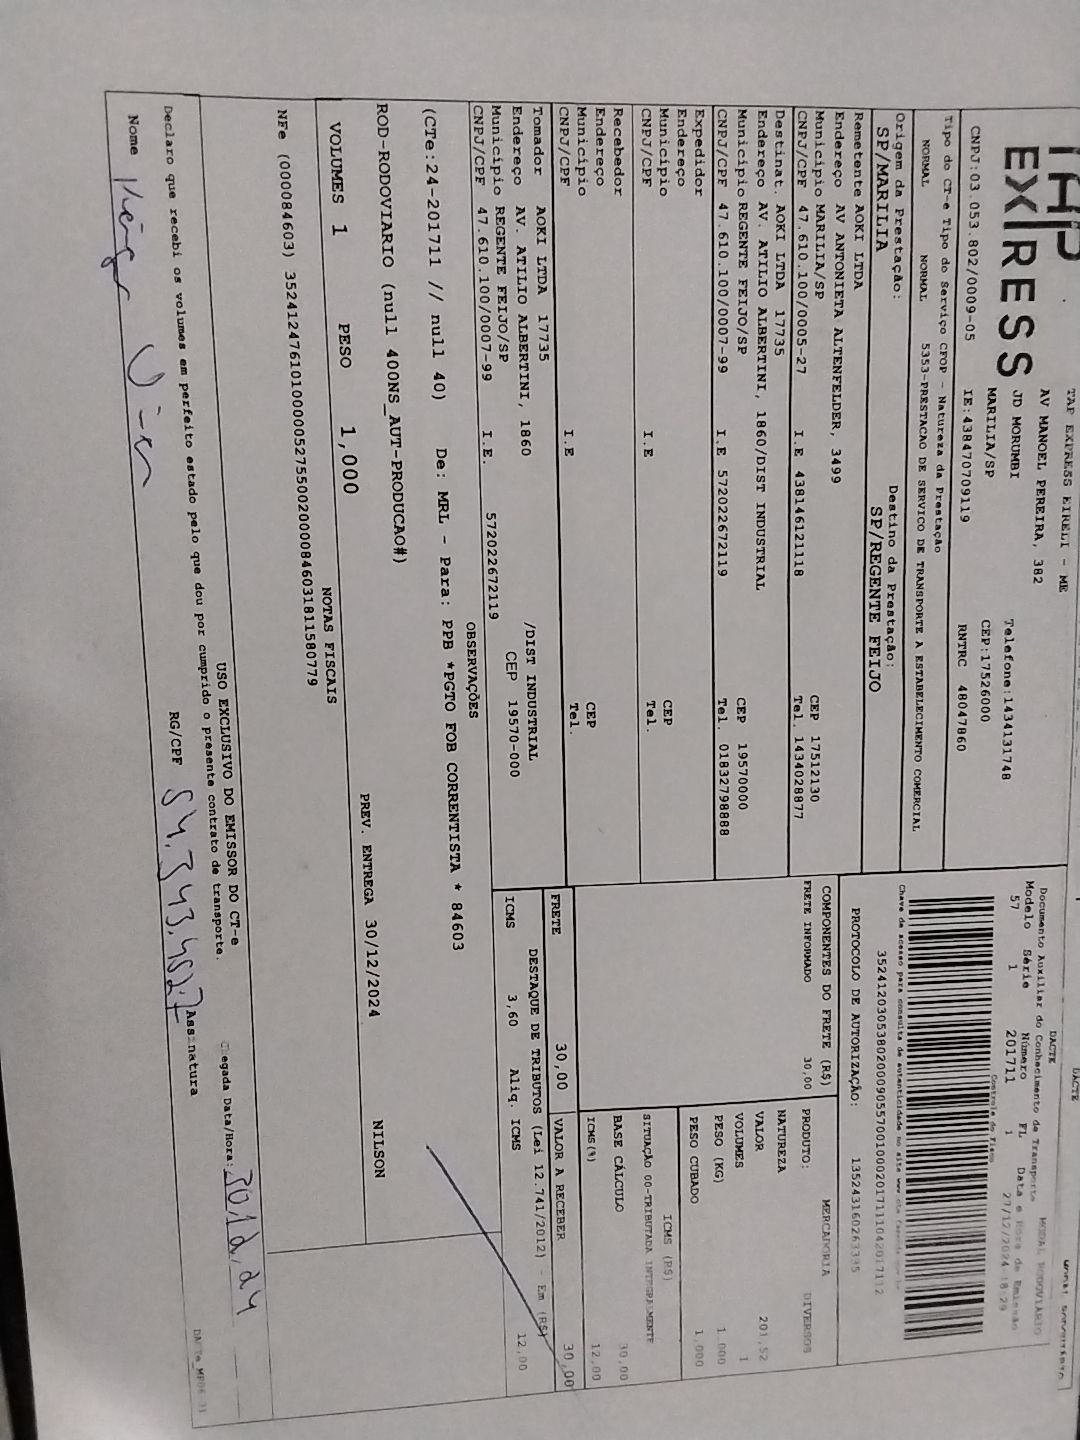 DACTE
TAP EXPRESS EIRELI - ME
AV MANOEL PEREIRA, 382
JD MORUMBI
MARILIA/SP
Telefone:1434131748
CEP:17526000
EXPRESS
CNPJ:03.053.802/0009-05 IE:438470709119 RNTRC 48047860
DACTE
Documento Auxiliar do Conhecimento de Transporte MODAL RODOVIÁRIO
Modelo Série Número FL Data e Hora de Emissão
57 1 201711 1 27/12/2024 18:29
Controle do Fisco
Tipo do CT-e Tipo do Serviço CFOP - Natureza da Prestação
NORMAL NORMAL 5353-PRESTACAO DE SERVICO DE TRANSPORTE A ESTABELECIMENTO COMERCIAL
Origem da Prestação: Destino da Prestação:
SP/MARILIA SP/REGENTE FEIJO
PROTOCOLO DE AUTORIZAÇÃO:
Remetente AOKI LTDA
Endereço AV ANTONIETA ALTENFELDER, 3499
Município MARILIA/SP CEP 17512130
CNPJ/CPF 47.610.100/0005-27 I.E 438146121118 Tel. 1434028877
Destinat. AOKI LTDA 17735
Endereço AV. ATILIO ALBERTINI, 1860/DIST INDUSTRIAL
Município REGENTE FEIJO/SP CEP 19570000
CNPJ/CPF 47.610.100/0007-99 I.E 572022672119 Tel. 01832798888
Expedidor
Endereço
Município CEP
CNPJ/CPF I.E Tel.
Recebedor
Endereço
Município CEP
CNPJ/CPF I.E Tel.
Tomador AOKI LTDA 17735
Endereço AV. ATILIO ALBERTINI, 1860 /DIST INDUSTRIAL
Município REGENTE FEIJO/SP CEP 19570-000
CNPJ/CPF 47.610.100/0007-99 I.E. 572022672119
COMPONENTES DO FRETE (R$)
FRETE INFORMADO 30,00
PRODUTO: MERCADORIA DIVERSOS
NATUREZA
VALOR 201,52
VOLUMES 1
PESO (KG) 1.000
PESO CUBADO 1,000
ICMS (R$)
SITUAÇÃO 00-TRIBUTADA INTEGRALMENTE
BASE CÁLCULO 30,00
ICMS(%) 12,00
FRETE 30,00 VALOR A RECEBER 30,00
DESTAQUE DE TRIBUTOS (Lei 12.741/2012) - Em (R$)
ICMS 3,60 Aliq. ICMS 12,00
OBSERVAÇÕES
(CTe:24-201711 // null 40) De: MRL - Para: PPB *PGTO FOB CORRENTISTA * 84603
ROD-RODOVIARIO (null 400NS_AUT-PRODUCAO#)
PREV. ENTREGA 30/12/2024 NILSON
VOLUMES 1 PESO 1,000
NOTAS FISCAIS
NFe (000084603) 35241247610100000527550020000846031811580779
USO EXCLUSIVO DO EMISSOR DO CT-e
Declaro que recebi os volumes em perfeito estado pelo que dou por cumprido o presente contrato de transporte.
Chegada Data/Hora: 30,12,24
Nome RG/CPF 54.343.452-7 Assinatura